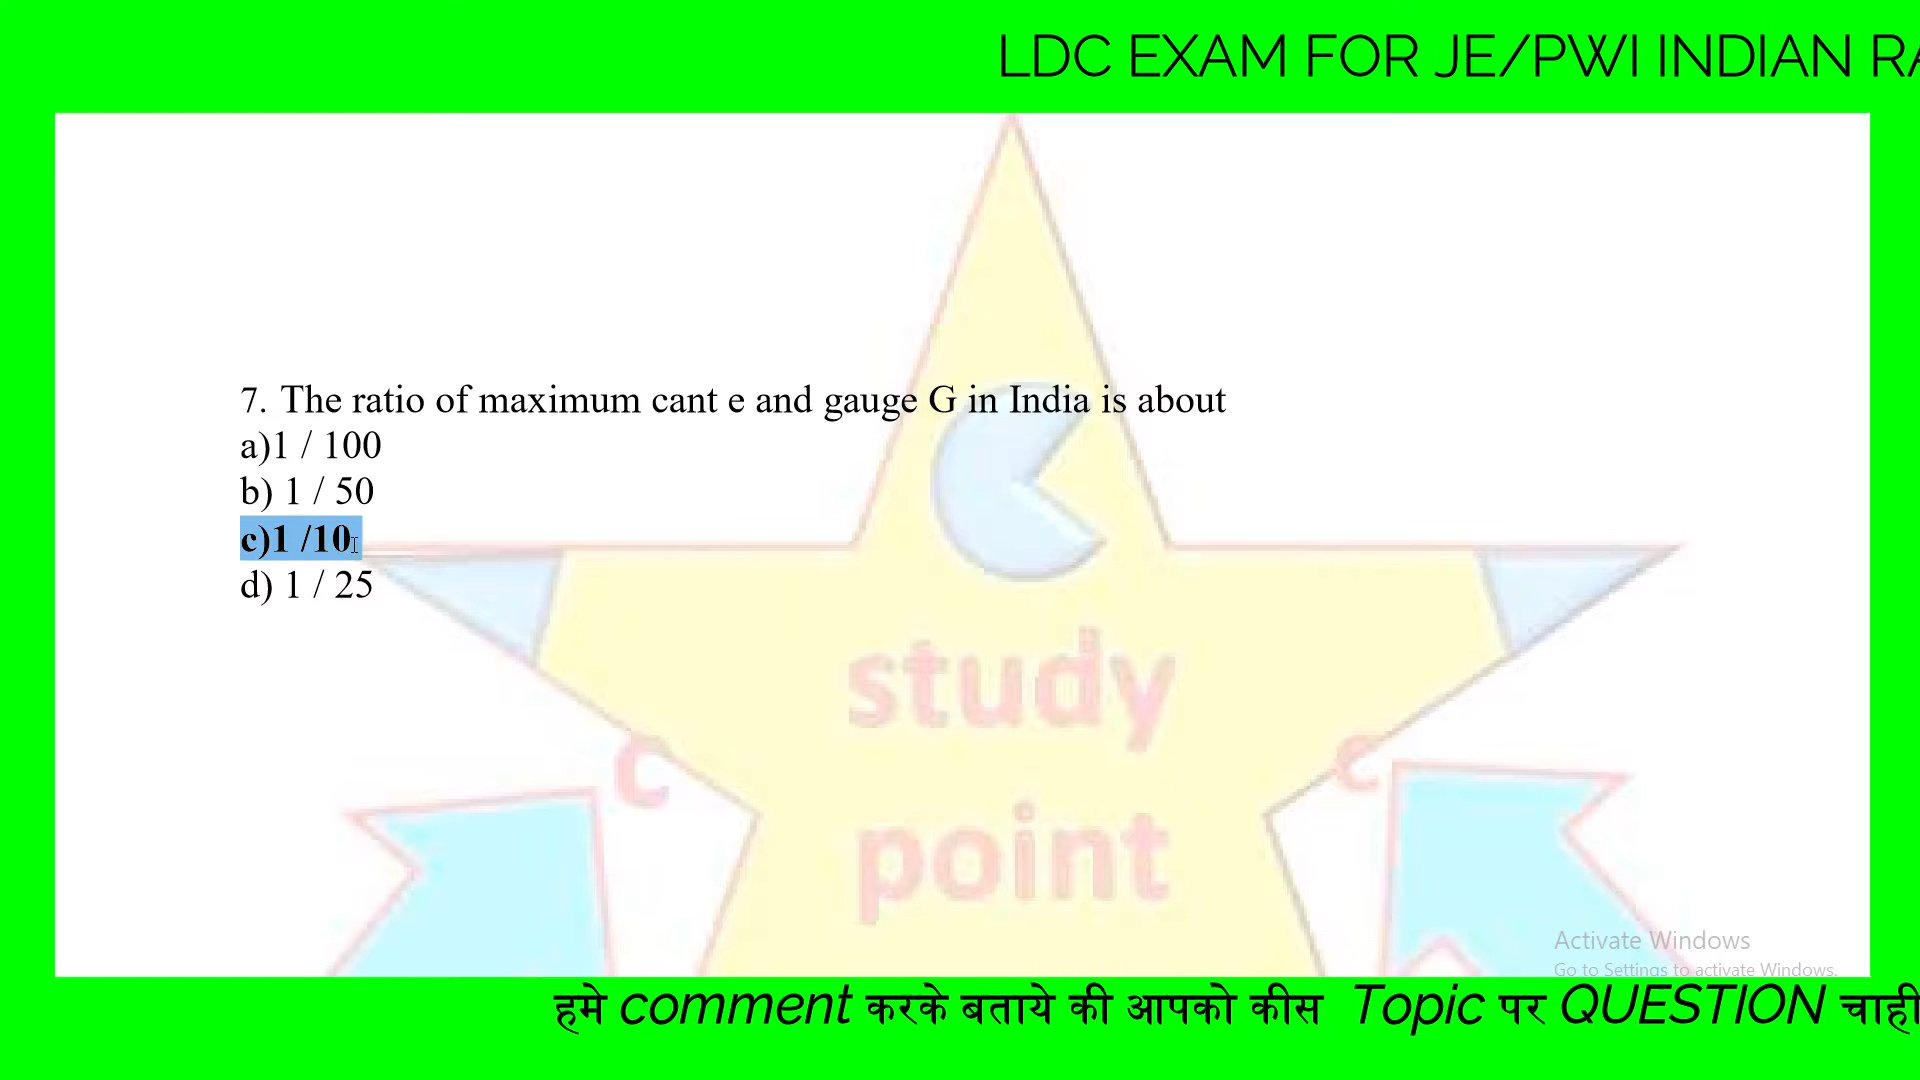 LDC EXAM FOR JE/PWI INDIAN RA
7. The ratio of maximum cant e and gauge G in India is about
a)1 / 100
b) 1 / 50
c)1 /10
d) 1 / 25
study
c c
point
Activate Windows
Go to Settings to activate Windows.
हमे comment करके बताये की आपको कीस Topic पर QUESTION चाही